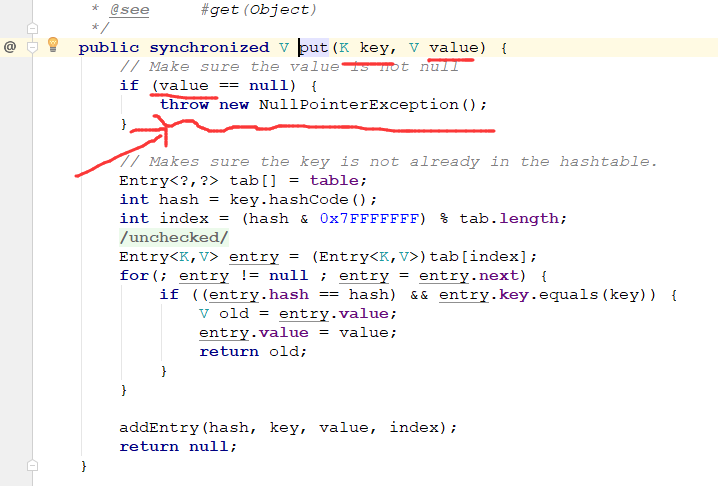 * @see #get(Object)
*/
@
public synchronized V put(K key, V value) {
// Make sure the value is not null
if (value == null) {
throw new NullPointerException();
}
// Makes sure the key is not already in the hashtable.
Entry<?,?> tab[] = table;
int hash = key.hashCode();
int index = (hash & 0x7FFFFFFF) % tab.length;
/unchecked/
Entry<K,V> entry = (Entry<K,V>)tab[index];
for(; entry != null ; entry = entry.next) {
if ((entry.hash == hash) && entry.key.equals(key)) {
V old = entry.value;
entry.value = value;
return old;
}
}
addEntry(hash, key, value, index);
return null;
}